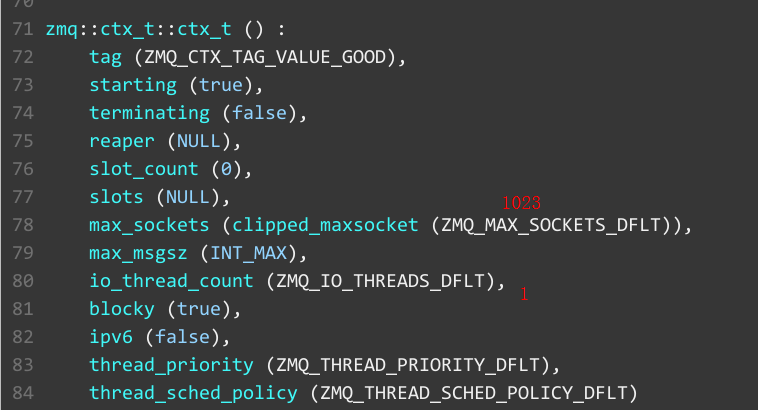 70
71 zmq::ctx_t::ctx_t () :
72 tag (ZMQ_CTX_TAG_VALUE_GOOD),
73 starting (true),
74 terminating (false),
75 reaper (NULL),
76 slot_count (0),
77 slots (NULL),
1023
78 max_sockets (clipped_maxsocket (ZMQ_MAX_SOCKETS_DFLT)),
79 max_msgsz (INT_MAX),
80 io_thread_count (ZMQ_IO_THREADS_DFLT),
1
81 blocky (true),
82 ipv6 (false),
83 thread_priority (ZMQ_THREAD_PRIORITY_DFLT),
84 thread_sched_policy (ZMQ_THREAD_SCHED_POLICY_DFLT)